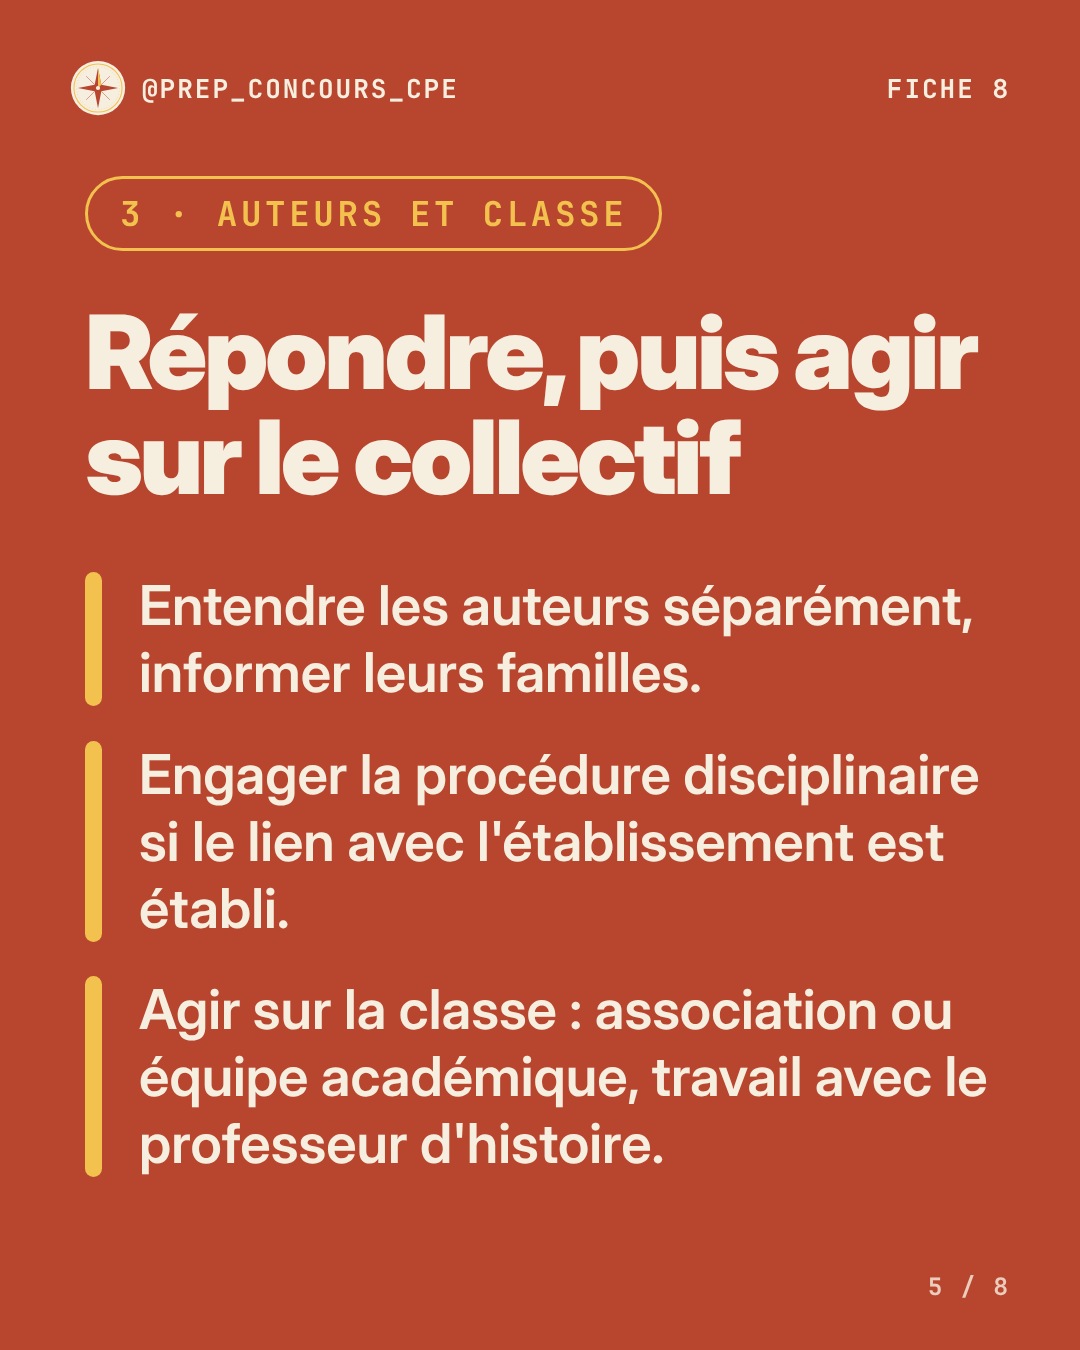 @PREP_CONCOURS_CPE
FICHE 8
3 · AUTEURS ET CLASSE
Répondre, puis agir
sur le collectif
Entendre les auteurs séparément,
informer leurs familles.
Engager la procédure disciplinaire
si le lien avec l'établissement est
établi.
Agir sur la classe : association ou
équipe académique, travail avec le
professeur d'histoire.
5 / 8